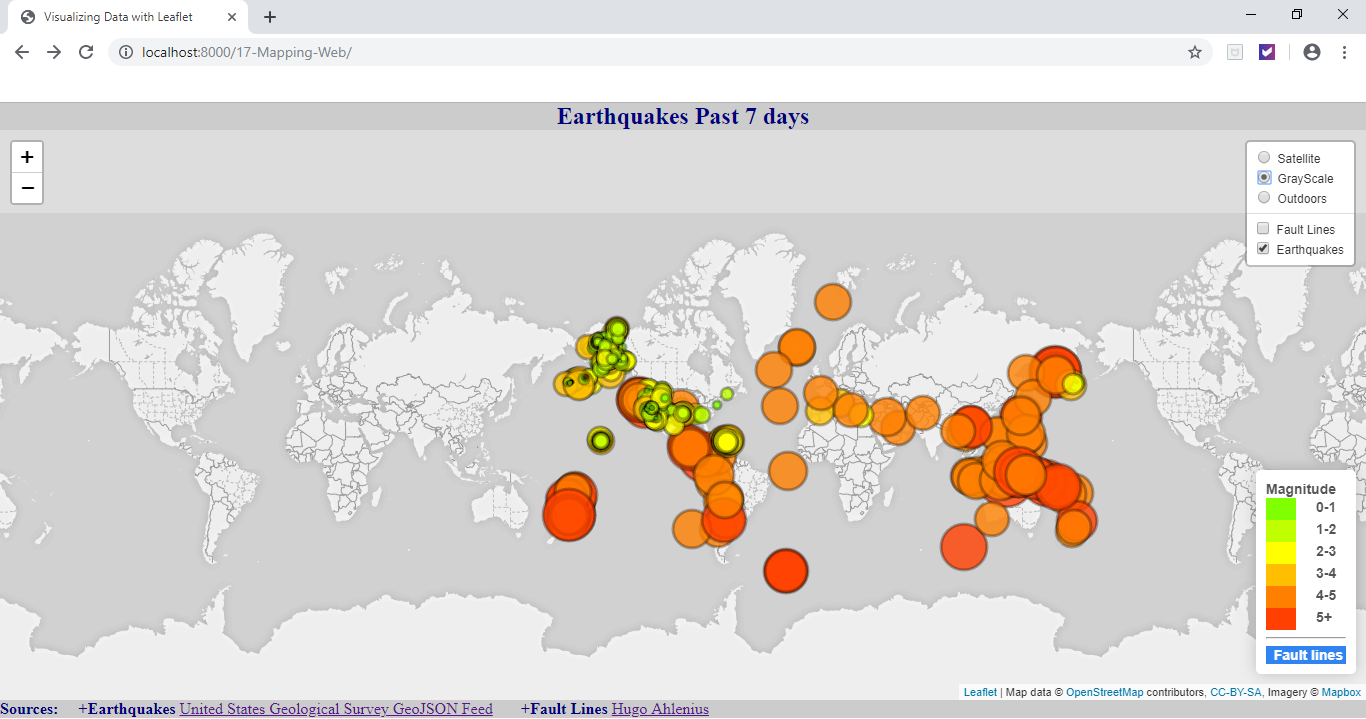 Visualizing Data with Leaflet
localhost:8000/17-Mapping-Web/
Earthquakes Past 7 days
+
−
Satellite
GrayScale
Outdoors
Fault Lines
Earthquakes
Magnitude
0-1
1-2
2-3
3-4
4-5
5+
Fault lines
Leaflet | Map data © OpenStreetMap contributors, CC-BY-SA, Imagery © Mapbox
Sources: +Earthquakes United States Geological Survey GeoJSON Feed +Fault Lines Hugo Ahlenius